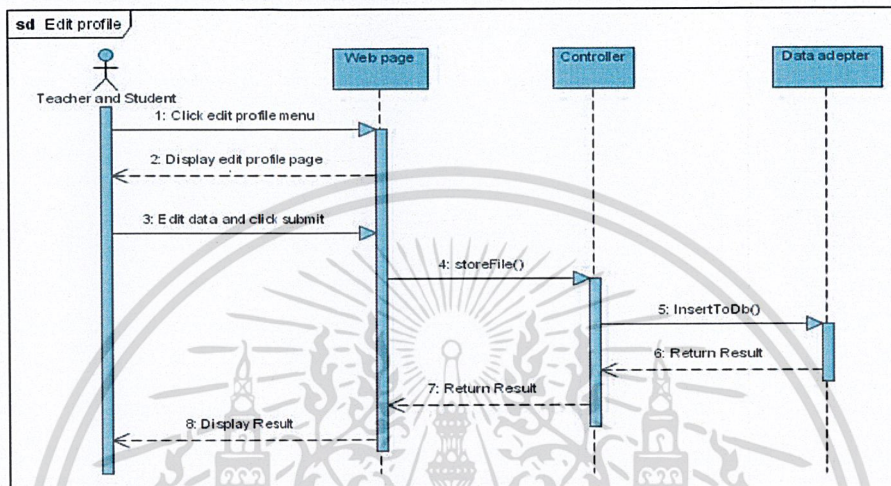 sd Edit profile
Web page
Controller
Data adepter
Teacher and Student
1: Click edit profile menu
2: Display edit profile page
3: Edit data and click submit
4: storeFile()
5: InsertToDb()
6: Return Result
7: Return Result
8: Display Result